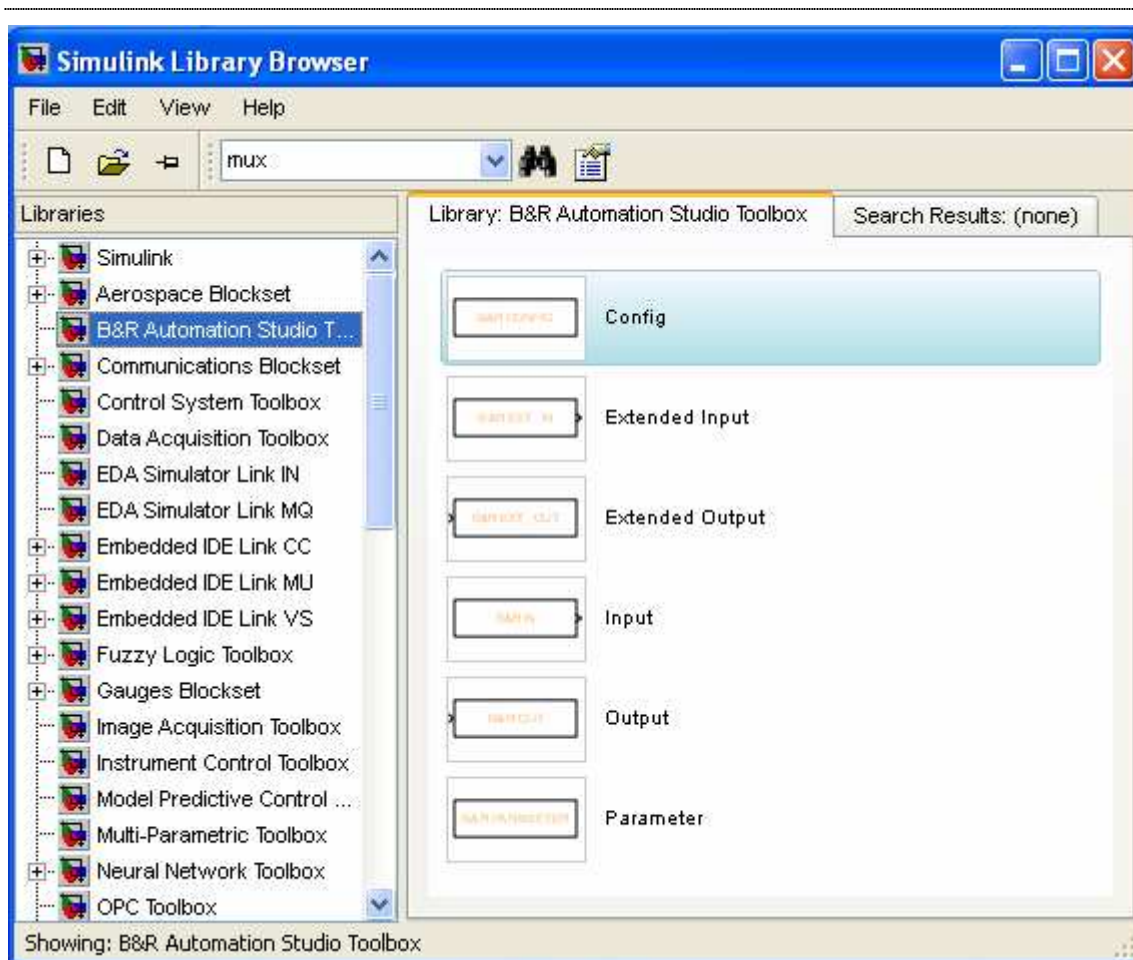 Simulink Library Browser
File Edit View Help
mux
Libraries
Simulink
Aerospace Blockset
B&R Automation Studio T...
Communications Blockset
Control System Toolbox
Data Acquisition Toolbox
EDA Simulator Link IN
EDA Simulator Link MQ
Embedded IDE Link CC
Embedded IDE Link MU
Embedded IDE Link VS
Fuzzy Logic Toolbox
Gauges Blockset
Image Acquisition Toolbox
Instrument Control Toolbox
Model Predictive Control ...
Multi-Parametric Toolbox
Neural Network Toolbox
OPC Toolbox
Library: B&R Automation Studio Toolbox
Search Results: (none)
Config
Extended Input
Extended Output
Input
Output
Parameter
Showing: B&R Automation Studio Toolbox